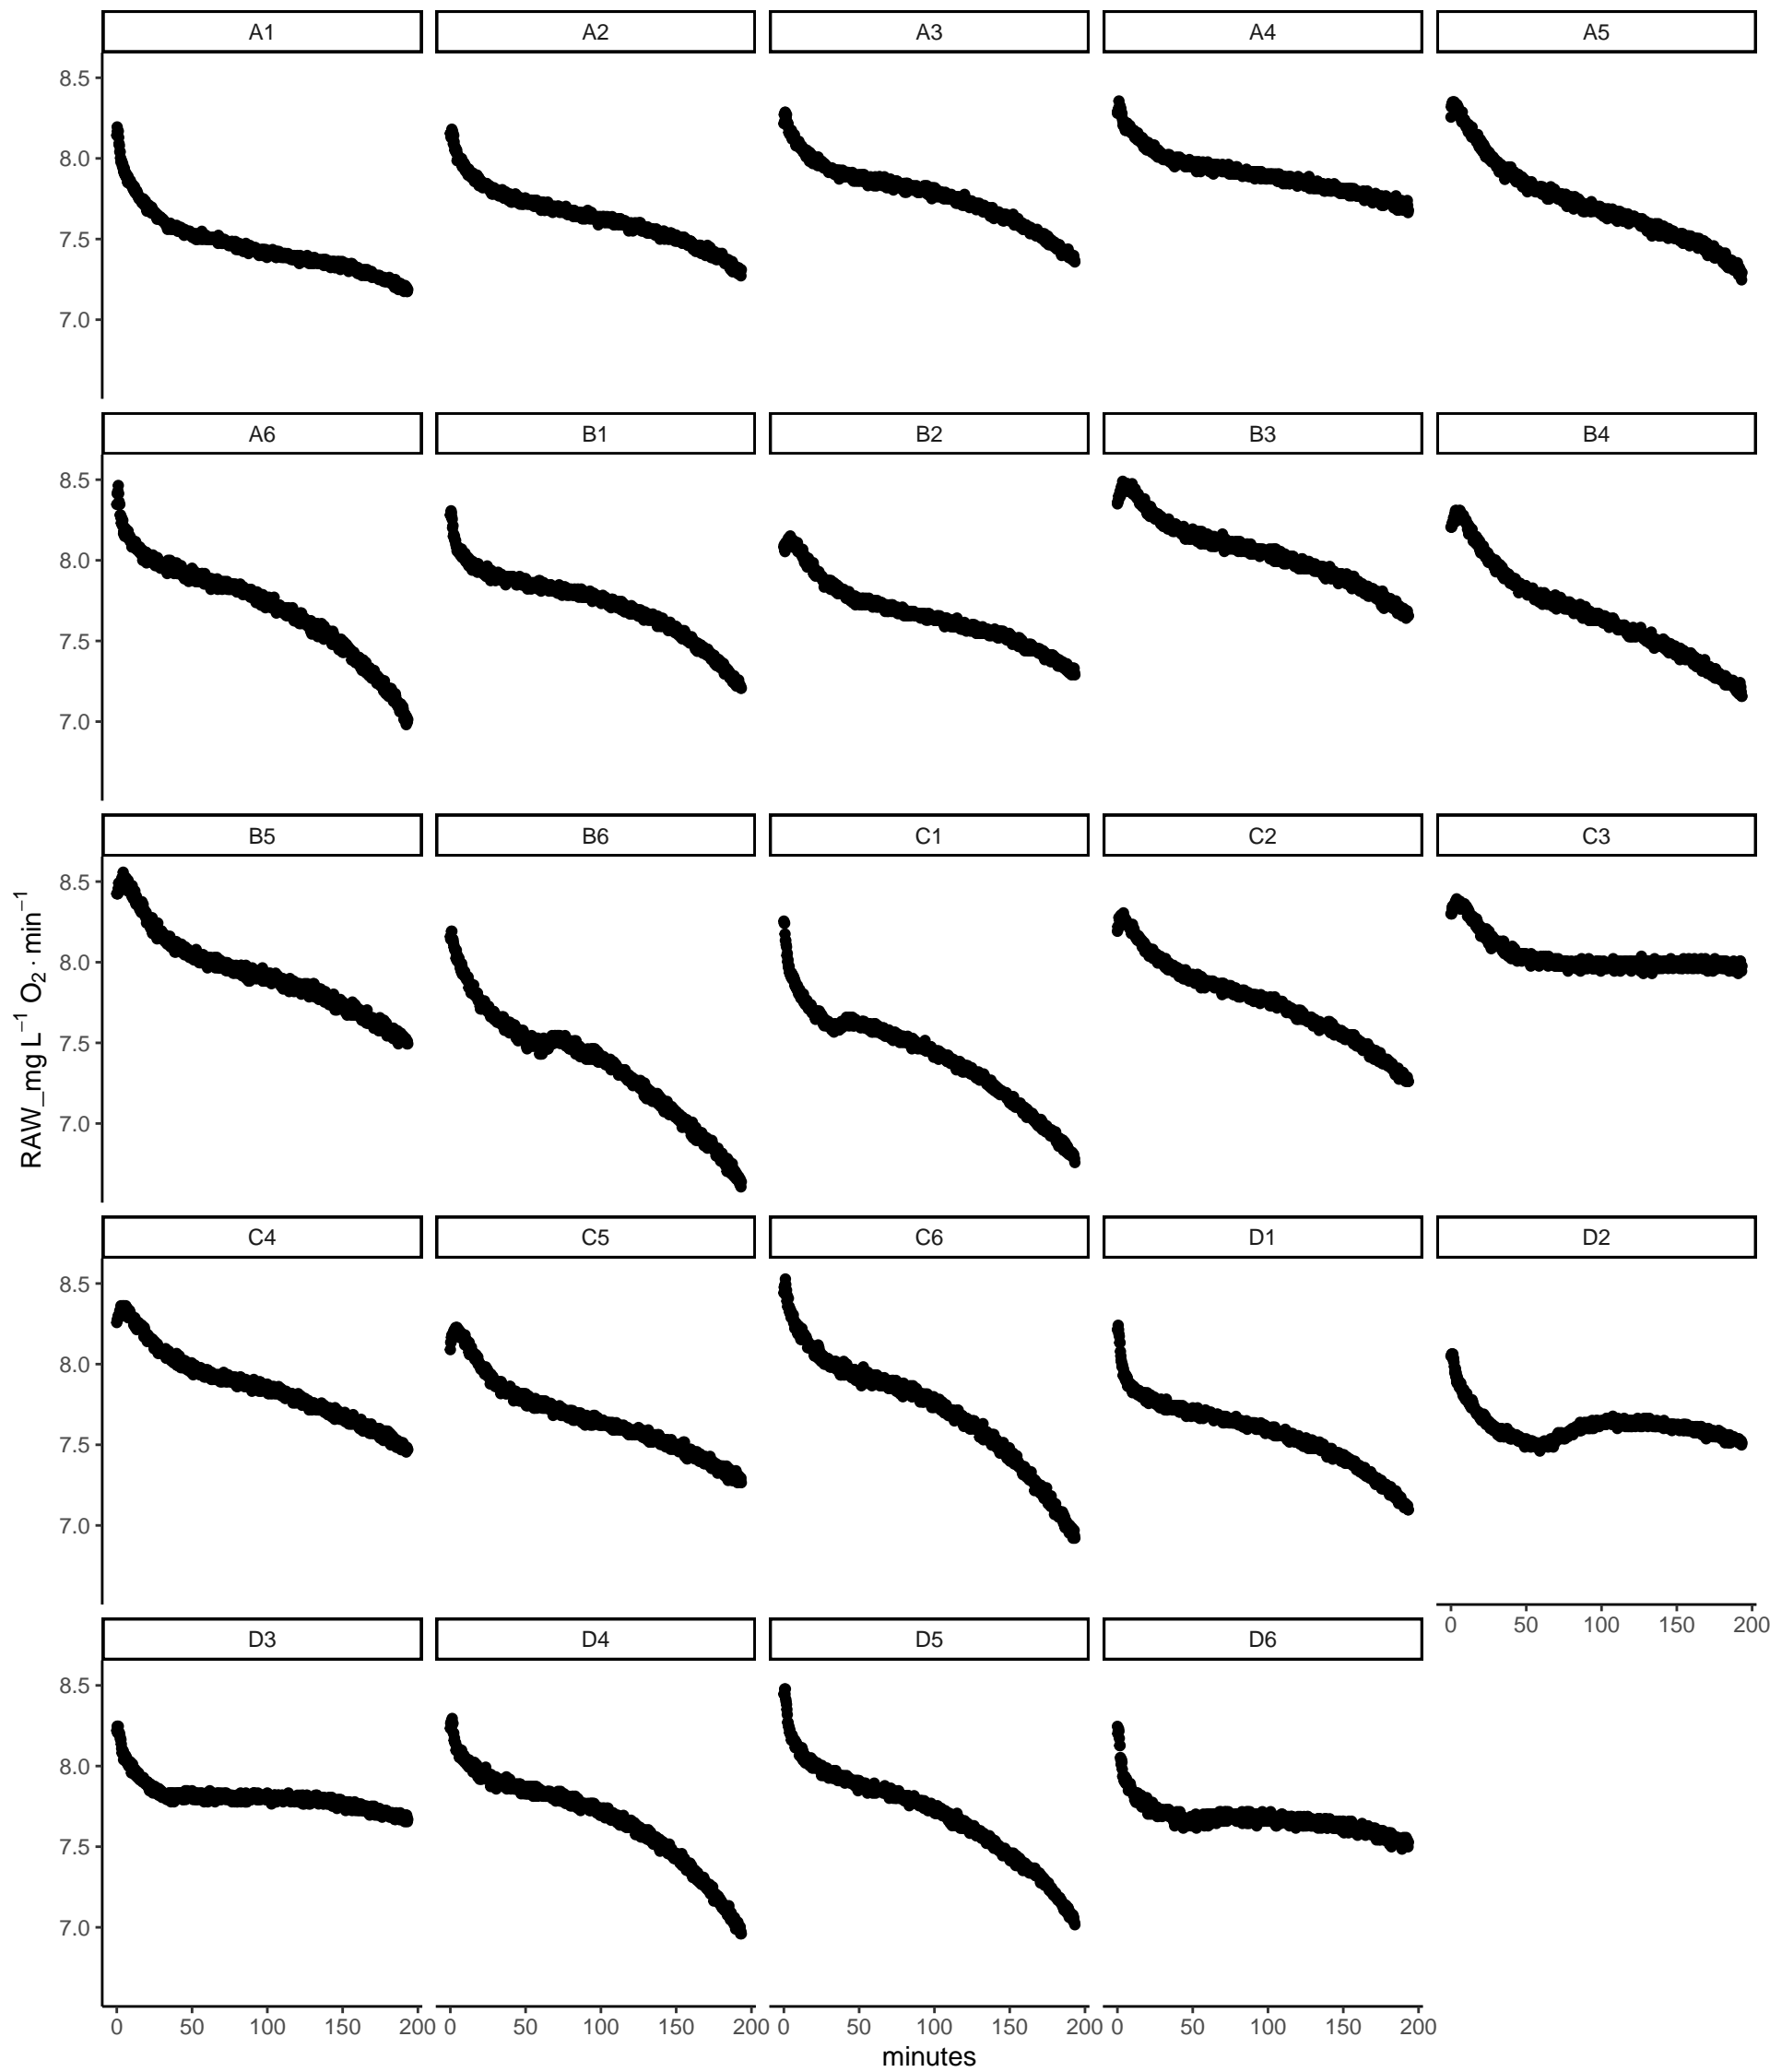 A1 A2 A3 A4 A5
8.5
8.0
7.5
7.0
A6 B1 B2 B3 B4
8.5
8.0
7.5
7.0
B5 B6 C1 C2 C3
8.5
8.0
7.5
7.0
RAW_mg L⁻¹ O₂ · min⁻¹
C4 C5 C6 D1 D2
8.5
8.0
7.5
7.0
0 50 100 150 200
D3 D4 D5 D6
8.5
8.0
7.5
7.0
0 50 100 150 200 0 50 100 150 200 0 50 100 150 200 0 50 100 150 200
minutes